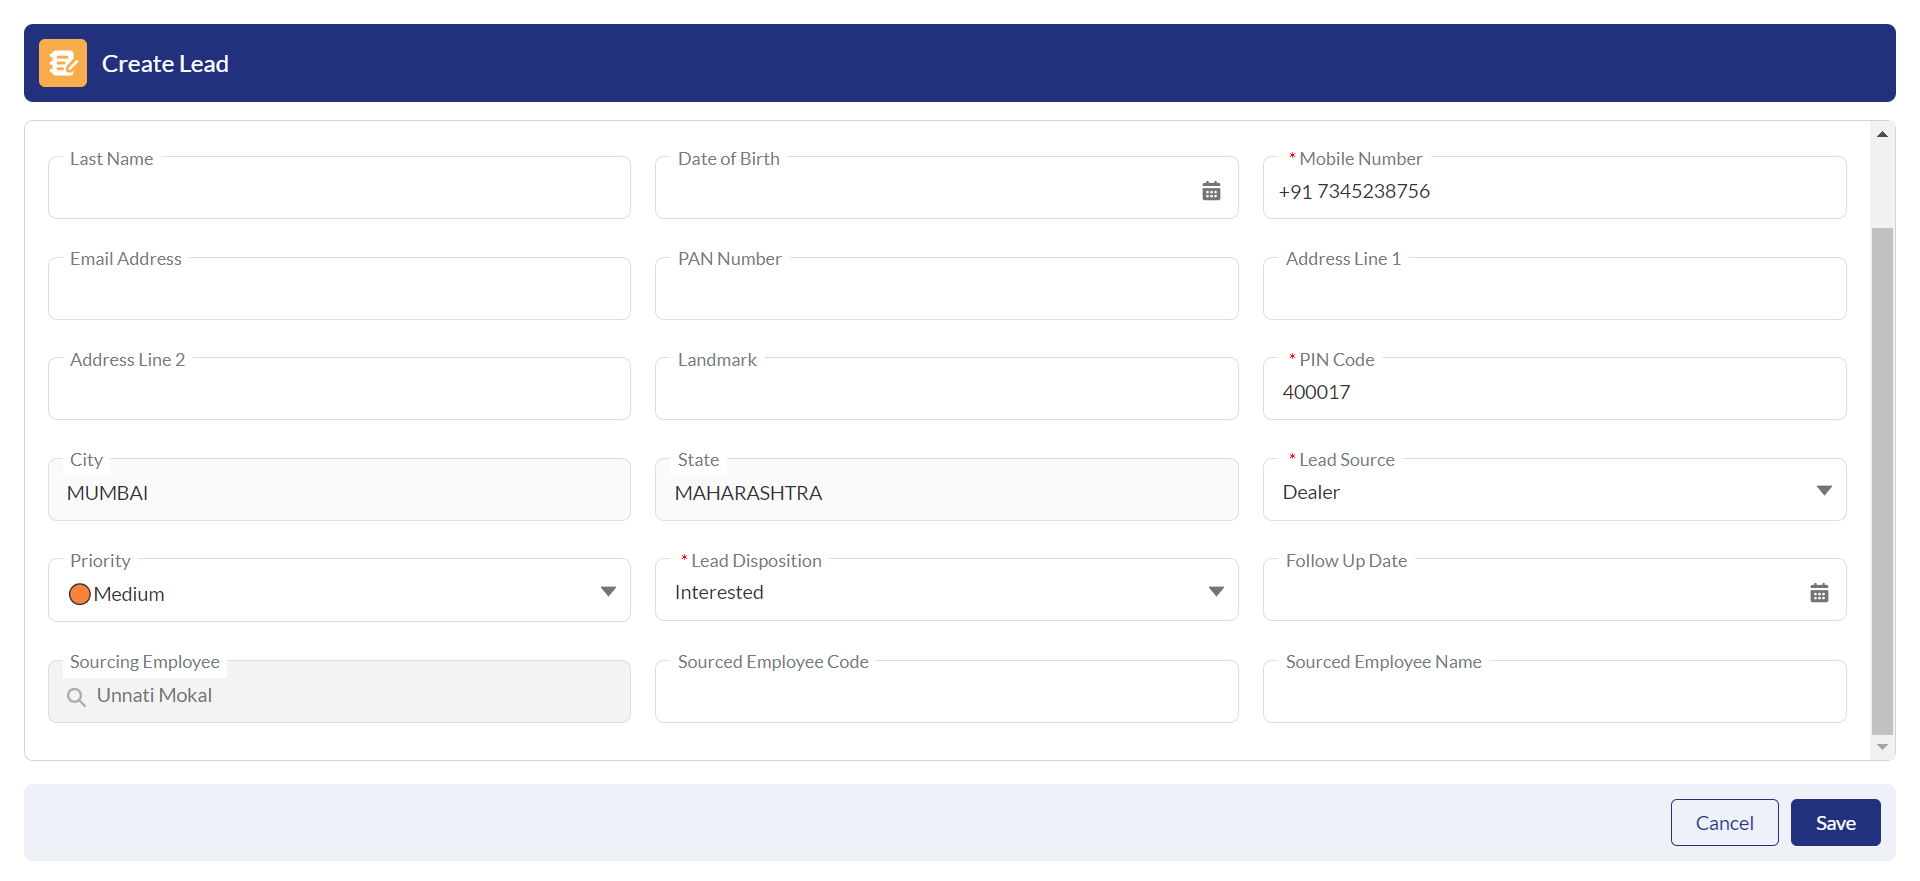 Create Lead
Last Name
Date of Birth
* Mobile Number
+91 7345238756
Email Address
PAN Number
Address Line 1
Address Line 2
Landmark
* PIN Code
400017
City
MUMBAI
State
MAHARASHTRA
* Lead Source
Dealer
Priority
Medium
* Lead Disposition
Interested
Follow Up Date
Sourcing Employee
Unnati Mokal
Sourced Employee Code
Sourced Employee Name
Cancel
Save